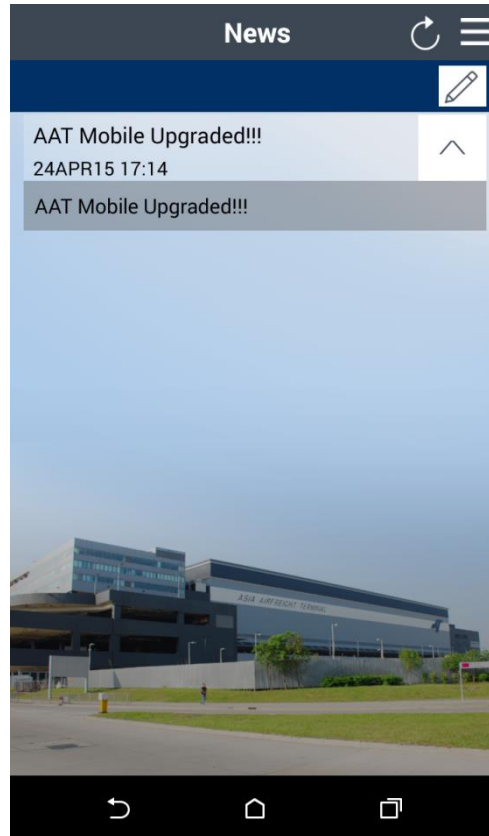 News
AAT Mobile Upgraded!!!
24APR15 17:14
AAT Mobile Upgraded!!!
ASIA AIRFREIGHT TERMINAL